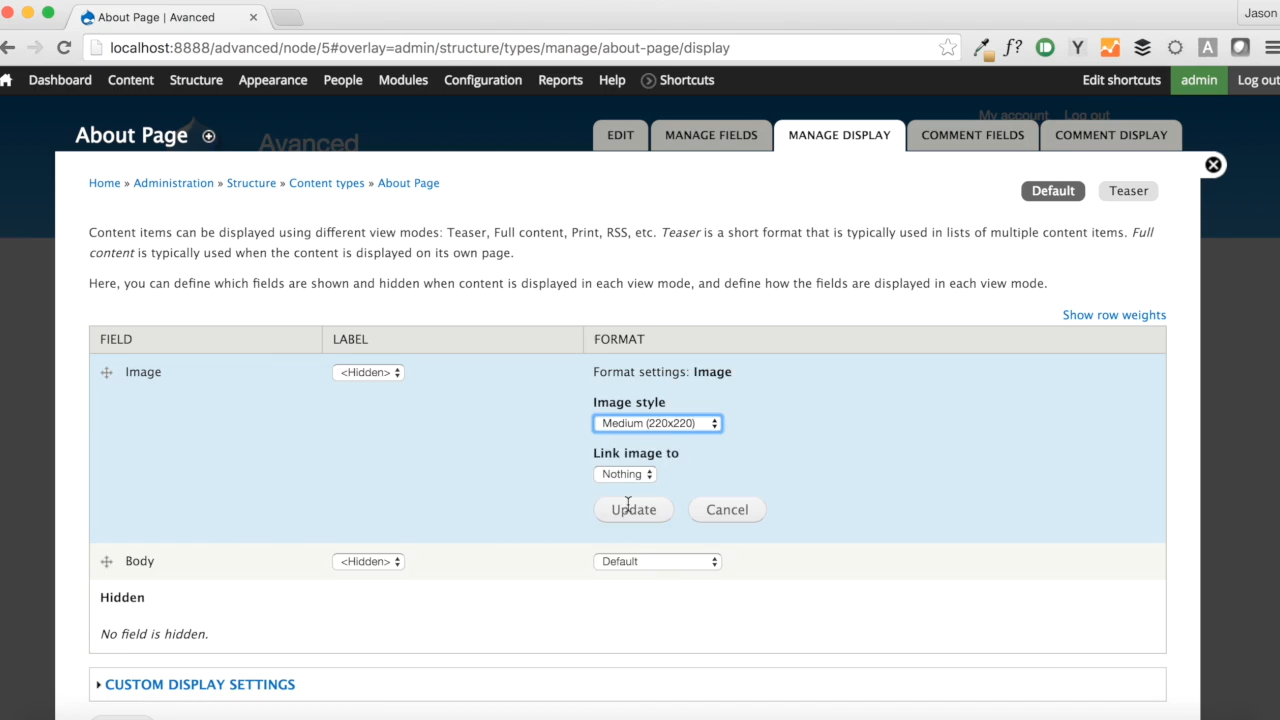 About Page | Avanced
Jason
localhost:8888/advanced/node/5#overlay=admin/structure/types/manage/about-page/display
f?
Y
A
Dashboard Content Structure Appearance People Modules Configuration Reports Help Shortcuts Edit shortcuts admin Log out
My account Log out
Avanced
About Page
EDIT MANAGE FIELDS MANAGE DISPLAY COMMENT FIELDS COMMENT DISPLAY
Home » Administration » Structure » Content types » About Page
Default Teaser
Content items can be displayed using different view modes: Teaser, Full content, Print, RSS, etc. Teaser is a short format that is typically used in lists of multiple content items. Full
content is typically used when the content is displayed on its own page.
Here, you can define which fields are shown and hidden when content is displayed in each view mode, and define how the fields are displayed in each view mode.
Show row weights
FIELD LABEL FORMAT
Image <Hidden> Format settings: Image
Image style
Medium (220x220)
Link image to
Nothing
Update Cancel
Body <Hidden> Default
Hidden
No field is hidden.
CUSTOM DISPLAY SETTINGS